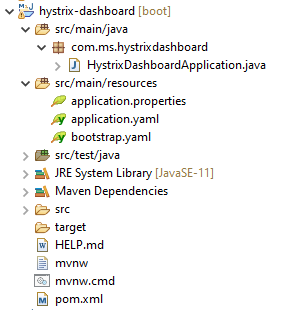 hystrix-dashboard [boot]
src/main/java
com.ms.hystrixdashboard
HystrixDashboardApplication.java
src/main/resources
application.properties
application.yaml
bootstrap.yaml
src/test/java
JRE System Library [JavaSE-11]
Maven Dependencies
src
target
HELP.md
mvnw
mvnw.cmd
pom.xml